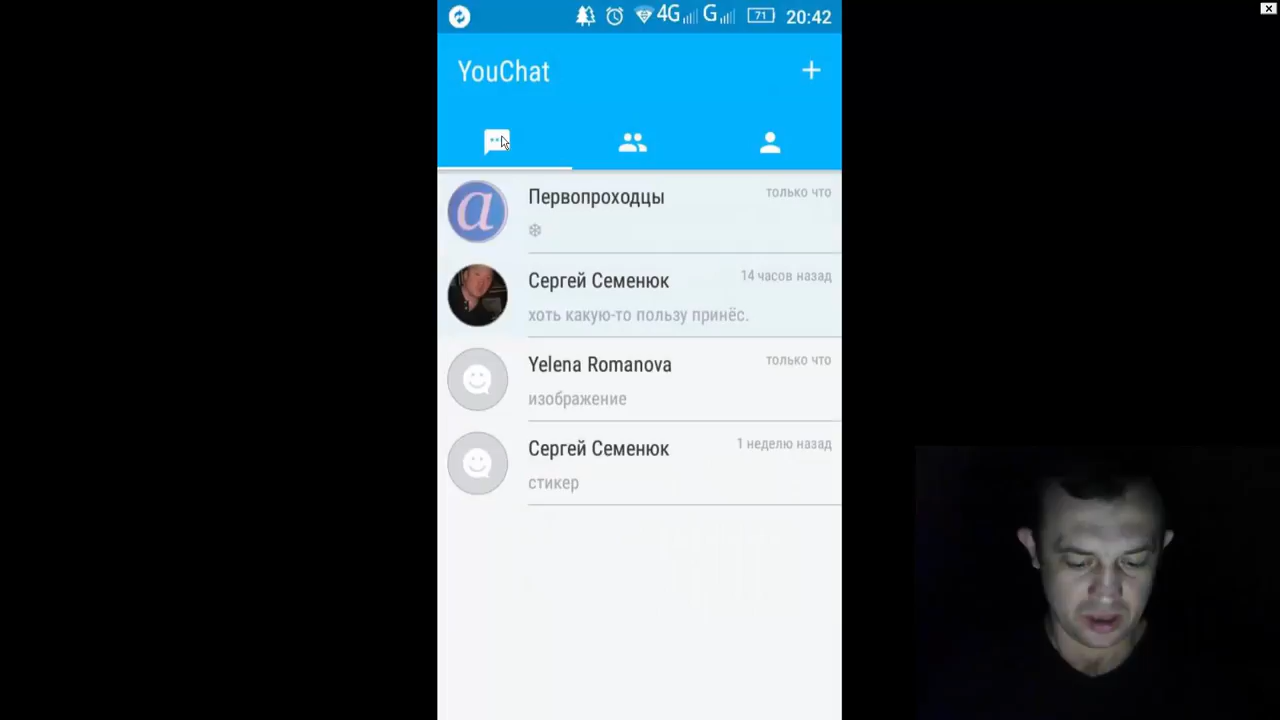 4G G 71 20:42
YouChat
Первопроходцы только что
Сергей Семенюк 14 часов назад
хоть какую-то пользу принёс.
Yelena Romanova только что
изображение
Сергей Семенюк 1 неделю назад
стикер